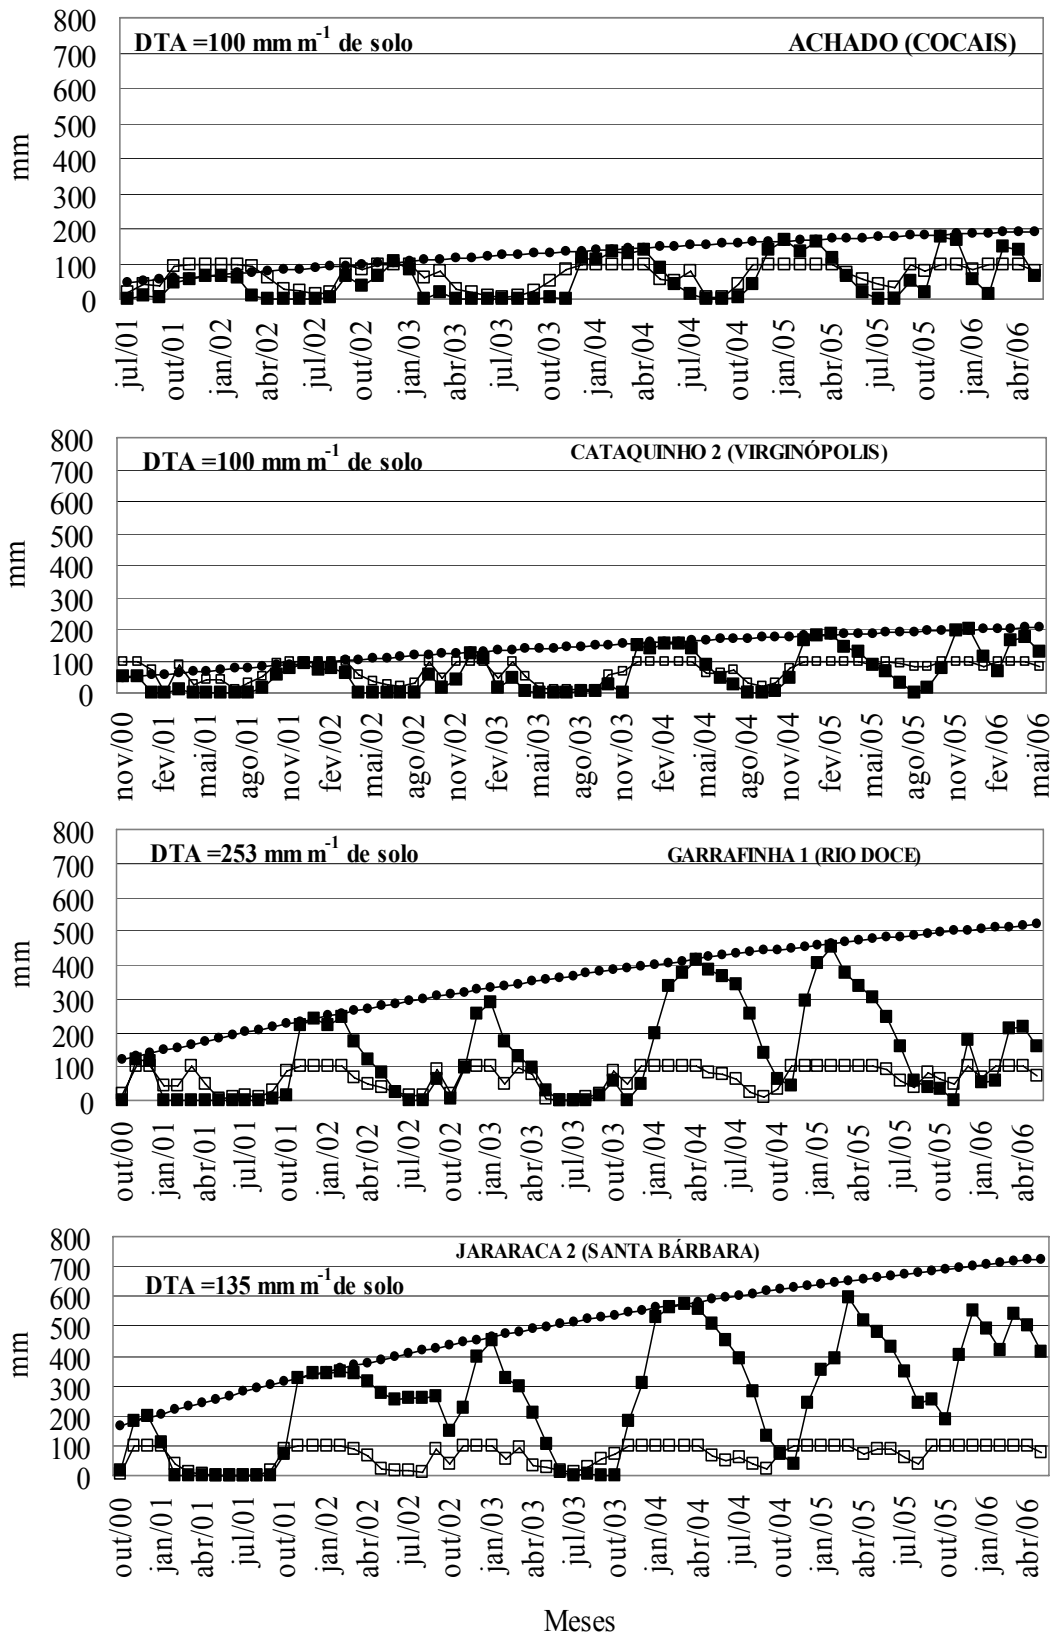 800
DTA =100 mm m-1 de solo ACHADO (COCAIS)
700
600
500
400
300
200
100
0
mm
jul/01 out/01 jan/02 abr/02 jul/02 out/02 jan/03 abr/03 jul/03 out/03 jan/04 abr/04 jul/04 out/04 jan/05 abr/05 jul/05 out/05 jan/06 abr/06
800
DTA =100 mm m-1 de solo CATAQUINHO 2 (VIRGINÓPOLIS)
700
600
500
400
300
200
100
0
mm
nov/00 fev/01 mai/01 ago/01 nov/01 fev/02 mai/02 ago/02 nov/02 fev/03 mai/03 ago/03 nov/03 fev/04 mai/04 ago/04 nov/04 fev/05 mai/05 ago/05 nov/05 fev/06 mai/06
800
DTA =253 mm m-1 de solo GARRAFINHA 1 (RIO DOCE)
700
600
500
400
300
200
100
0
mm
out/00 jan/01 abr/01 jul/01 out/01 jan/02 abr/02 jul/02 out/02 jan/03 abr/03 jul/03 out/03 jan/04 abr/04 jul/04 out/04 jan/05 abr/05 jul/05 out/05 jan/06 abr/06
800
JARARACA 2 (SANTA BÁRBARA)
700
DTA =135 mm m-1 de solo
600
500
400
300
200
100
0
mm
out/00 jan/01 abr/01 jul/01 out/01 jan/02 abr/02 jul/02 out/02 jan/03 abr/03 jul/03 out/03 jan/04 abr/04 jul/04 out/04 jan/05 abr/05 jul/05 out/05 jan/06 abr/06
Meses